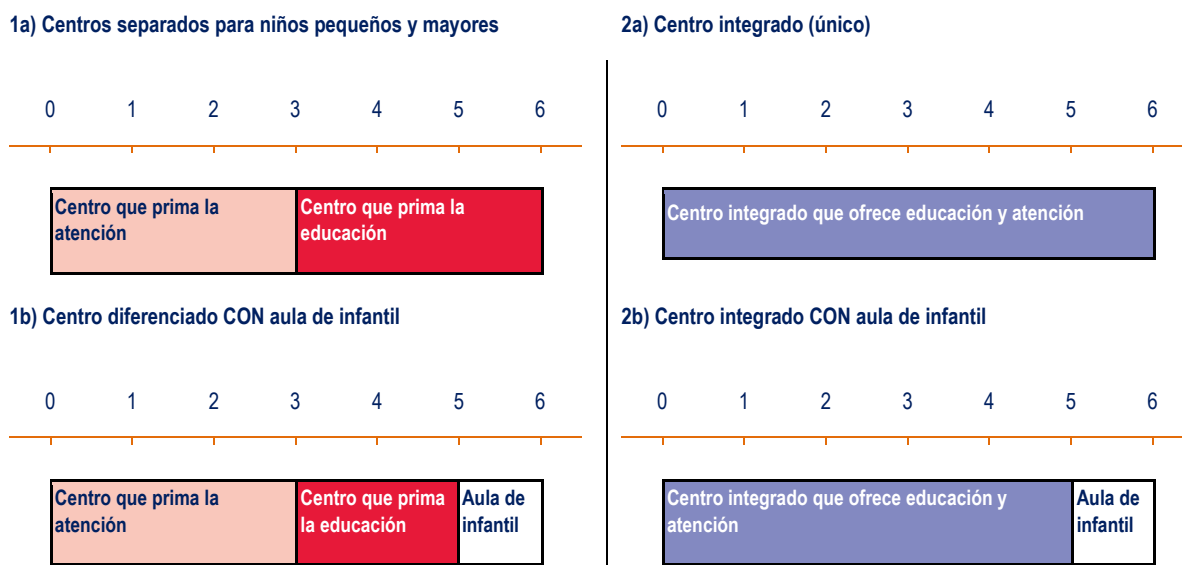 1a) Centros separados para niños pequeños y mayores
0 1 2 3 4 5 6
Centro que prima la
atención
Centro que prima la
educación
1b) Centro diferenciado CON aula de infantil
0 1 2 3 4 5 6
Centro que prima la
atención
Centro que prima
la educación
Aula de
infantil
2a) Centro integrado (único)
0 1 2 3 4 5 6
Centro integrado que ofrece educación y atención
2b) Centro integrado CON aula de infantil
0 1 2 3 4 5 6
Centro integrado que ofrece educación y
atención
Aula de
infantil